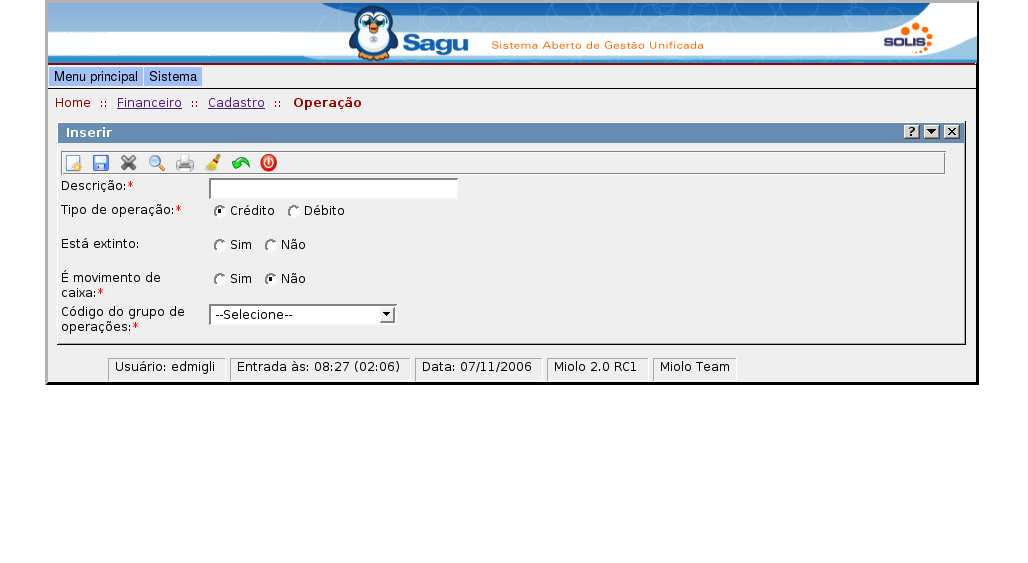 Sagu Sistema Aberto de Gestão Unificada SOLIS
Menu principal Sistema
Home :: Financeiro :: Cadastro :: Operação
Inserir ?
Descrição:*
Tipo de operação:* Crédito Débito
Está extinto: Sim Não
É movimento de
caixa:* Sim Não
Código do grupo de
operações:* --Selecione--
Usuário: edmigli Entrada às: 08:27 (02:06) Data: 07/11/2006 Miolo 2.0 RC1 Miolo Team